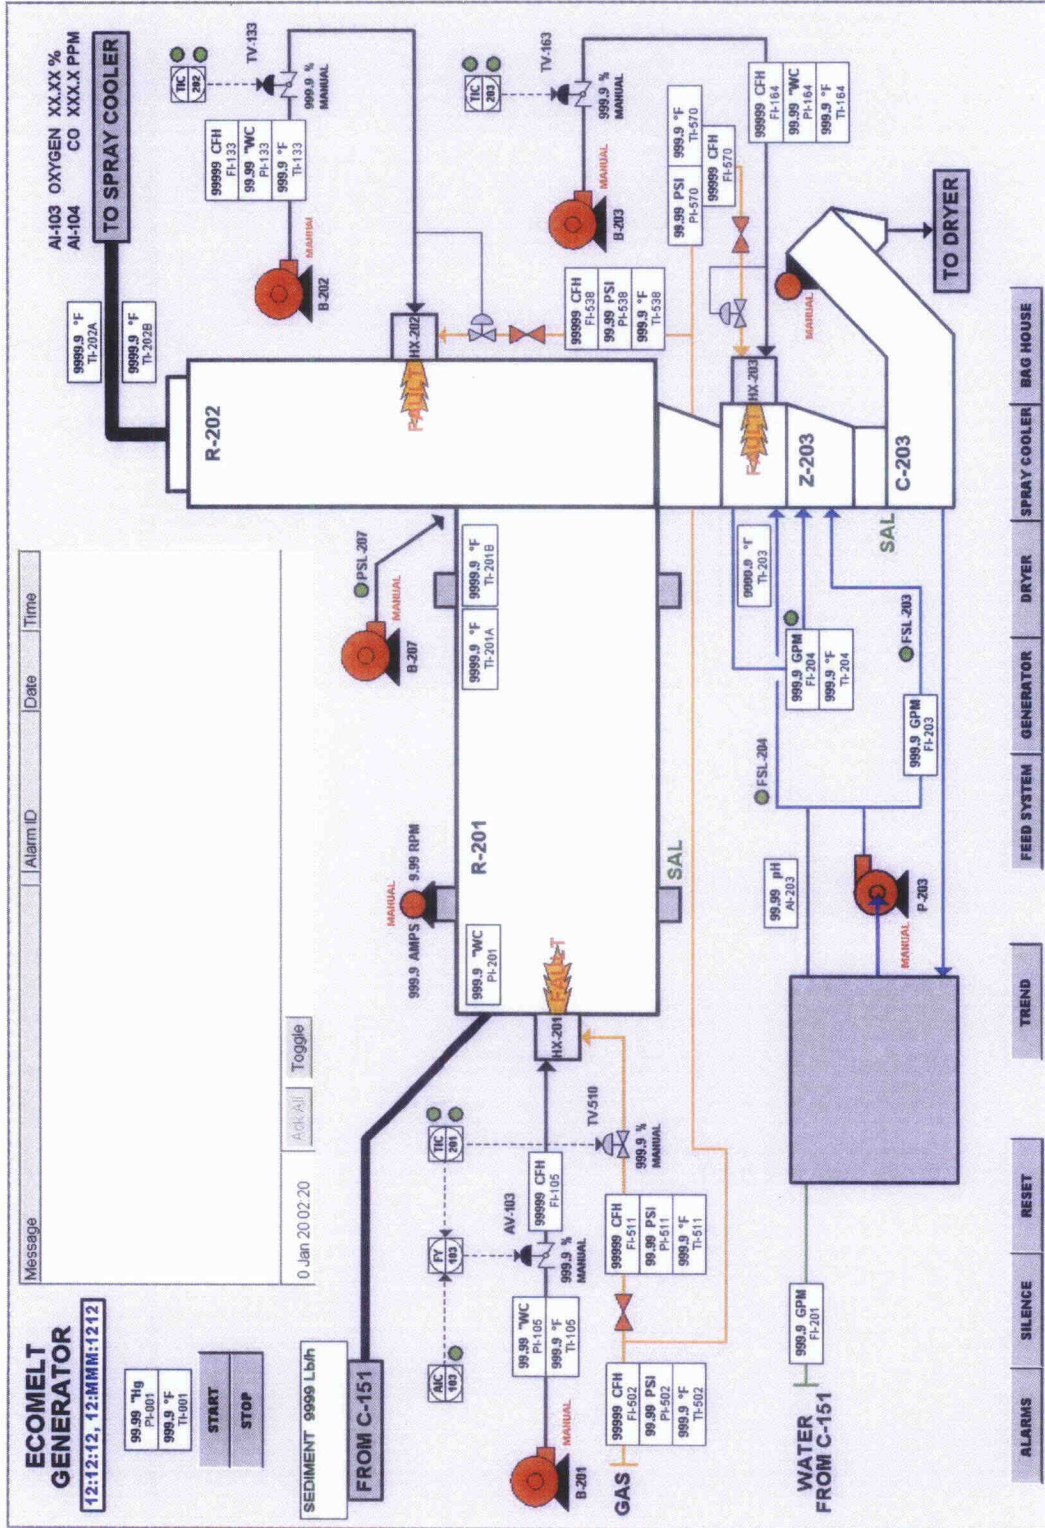 ECOMELT
GENERATOR
12:12:12, 12:MMM:1212
99.99 "Hg
PI-001
999.9 °F
TI-001
START
STOP
Message
Alarm ID
Date
Time
0 Jan 20 02:20
Ack All
Toggle
AI-103 OXYGEN XX.XX %
AI-104 CO XXX.X PPM
TO SPRAY COOLER
9999.9 °F
TI-202A
9999.9 °F
TI-202B
TIC
202
TV-133
999.9 %
MANUAL
99999 CFH
FI-133
99.99 "WC
PI-133
999.9 °F
TI-133
MANUAL
B-202
SEDIMENT 9999 Lb/h
FROM C-151
R-202
HX-202
FAULT
PSL-207
MANUAL
B-207
TIC
203
TV-163
999.9 %
MANUAL
MANUAL
B-203
MANUAL
999.9 AMPS 9.99 RPM
AIC
103
FY
103
TIC
201
AV-103
999.9 %
MANUAL
99.99 "WC
PI-105
999.9 °F
TI-105
99999 CFH
FI-105
MANUAL
B-201
HX-201
FAULT
999.9 "WC
PI-201
R-201
9999.9 °F
TI-201A
9999.9 °F
TI-201B
SAL
99999 CFH
FI-538
99.99 PSI
PI-538
999.9 °F
TI-538
99.99 PSI
PI-570
999.9 °F
TI-570
99999 CFH
FI-570
99999 CFH
FI-164
99.99 "WC
PI-164
999.9 °F
TI-164
GAS
99999 CFH
FI-502
99.99 PSI
PI-502
999.9 °F
TI-502
99999 CFH
FI-511
99.99 PSI
PI-511
999.9 °F
TI-511
TV-510
999.9 %
MANUAL
HX-203
FAULT
Z-203
C-203
SAL
MANUAL
TO DRYER
9999.9 °F
TI-203
FSL-204
999.9 GPM
FI-204
999.9 °F
TI-204
FSL-203
999.9 GPM
FI-203
99.99 pH
AI-203
MANUAL
P-203
WATER
FROM C-151
999.9 GPM
FI-201
ALARMS
SILENCE
RESET
TREND
FEED SYSTEM
GENERATOR
DRYER
SPRAY COOLER
BAG HOUSE